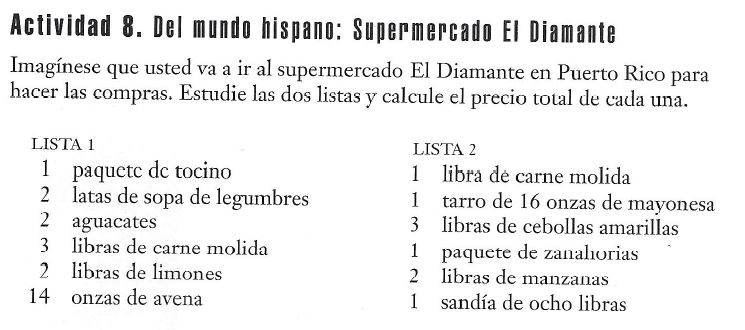 Actividad 8. Del mundo hispano: Supermercado El Diamante
Imagínese que usted va a ir al supermercado El Diamante en Puerto Rico para
hacer las compras. Estudie las dos listas y calcule el precio total de cada una.
LISTA 1
1 paquete de tocino
2 latas de sopa de legumbres
2 aguacates
3 libras de carne molida
2 libras de limones
14 onzas de avena
LISTA 2
1 libra de carne molida
1 tarro de 16 onzas de mayonesa
3 libras de cebollas amarillas
1 paquete de zanahorias
2 libras de manzanas
1 sandía de ocho libras